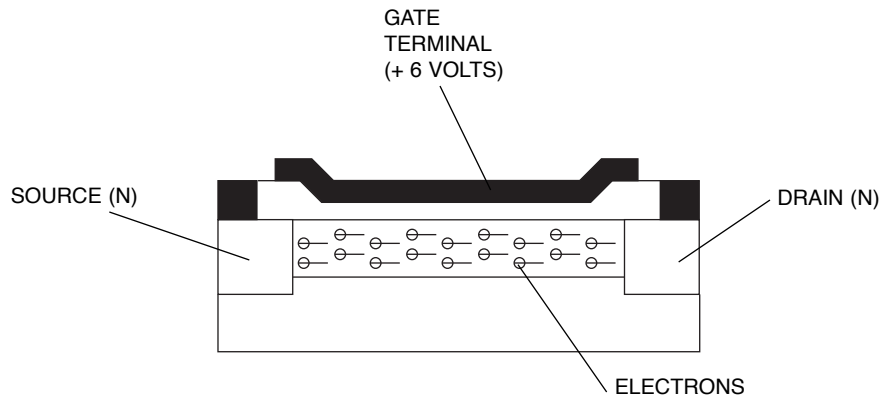 GATE
TERMINAL
(+ 6 VOLTS)
SOURCE (N)
DRAIN (N)
ELECTRONS